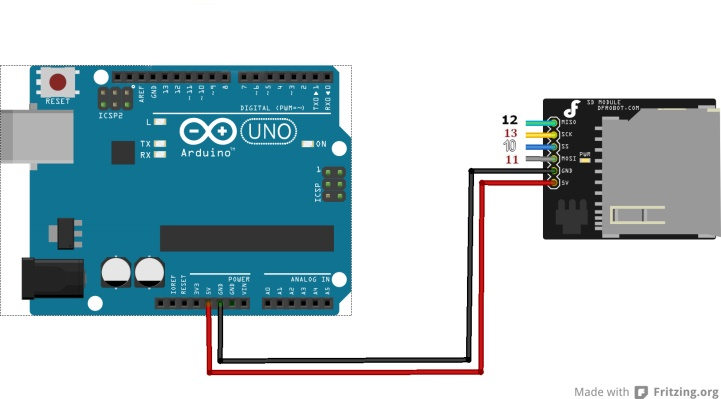 RESET
ICSP2
AREF
GND
13
12
~11
~10
~9
8
7
~6
~5
4
~3
2
TX0▶1
RX0◀0
DIGITAL (PWM=~)
L
TX
RX
UNO
Arduino™
ON
1
ICSP
POWER
ANALOG IN
IOREF
RESET
3V3
5V
GND
GND
VIN
A0
A1
A2
A3
A4
A5
SD MODULE
DFROBOT.COM
12 MISO
13 SCK
10 SS
11 MOSI
GND
5V
PWR
Made with Fritzing.org